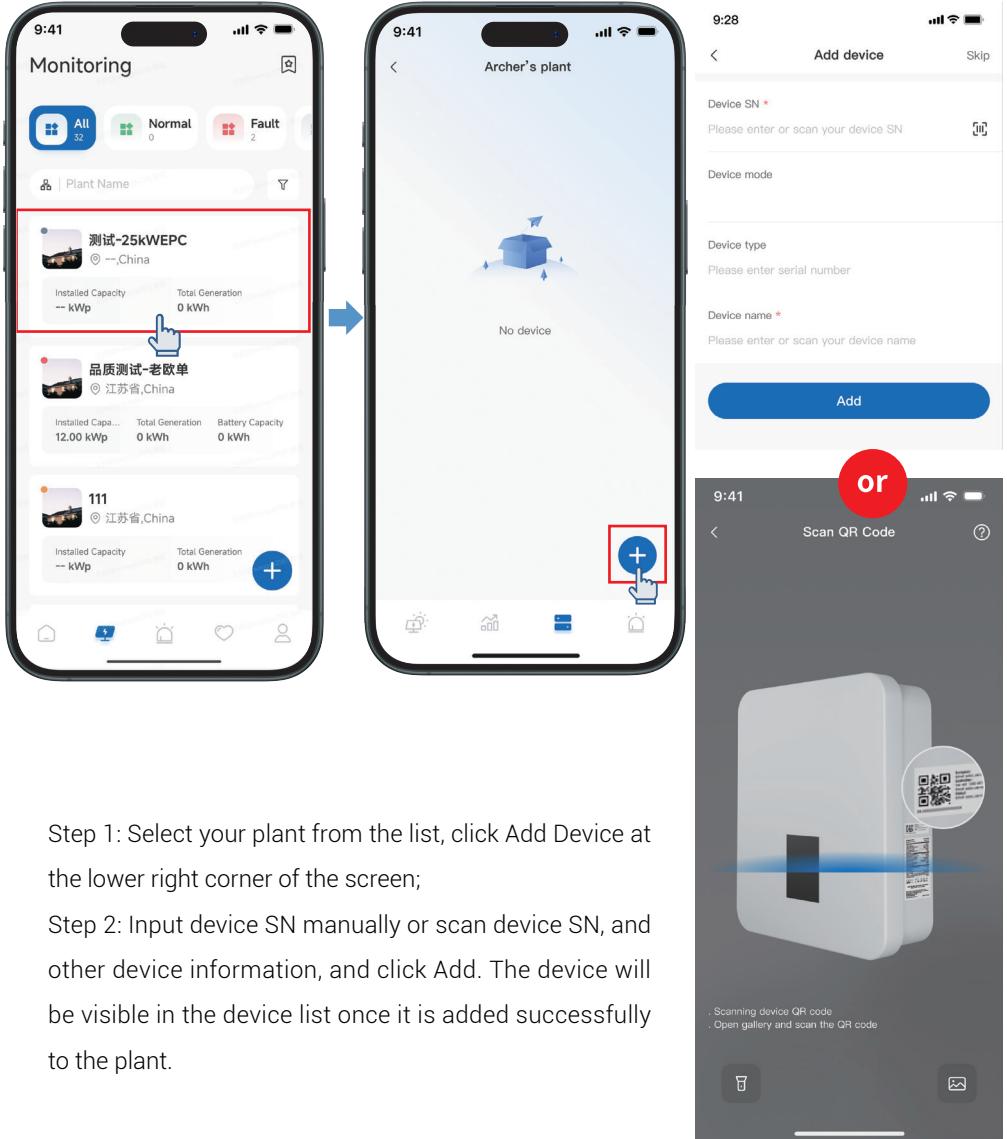 9:41
Monitoring
All
32
Normal
0
Fault
2
Plant Name
测试-25kWEPC
--,China
Installed Capacity
Total Generation
-- kWp
0 kWh
品质测试-老欧单
江苏省,China
Installed Capa...
Total Generation
Battery Capacity
12.00 kWp
0 kWh
0 kWh
111
江苏省,China
Installed Capacity
Total Generation
-- kWp
0 kWh
9:41
Archer's plant
No device
9:28
Add device
Skip
Device SN *
Please enter or scan your device SN
Device mode
Device type
Please enter serial number
Device name *
Please enter or scan your device name
Add
or
9:41
Scan QR Code
. Scanning device QR code
. Open gallery and scan the QR code
Step 1: Select your plant from the list, click Add Device at
the lower right corner of the screen;
Step 2: Input device SN manually or scan device SN, and
other device information, and click Add. The device will
be visible in the device list once it is added successfully
to the plant.